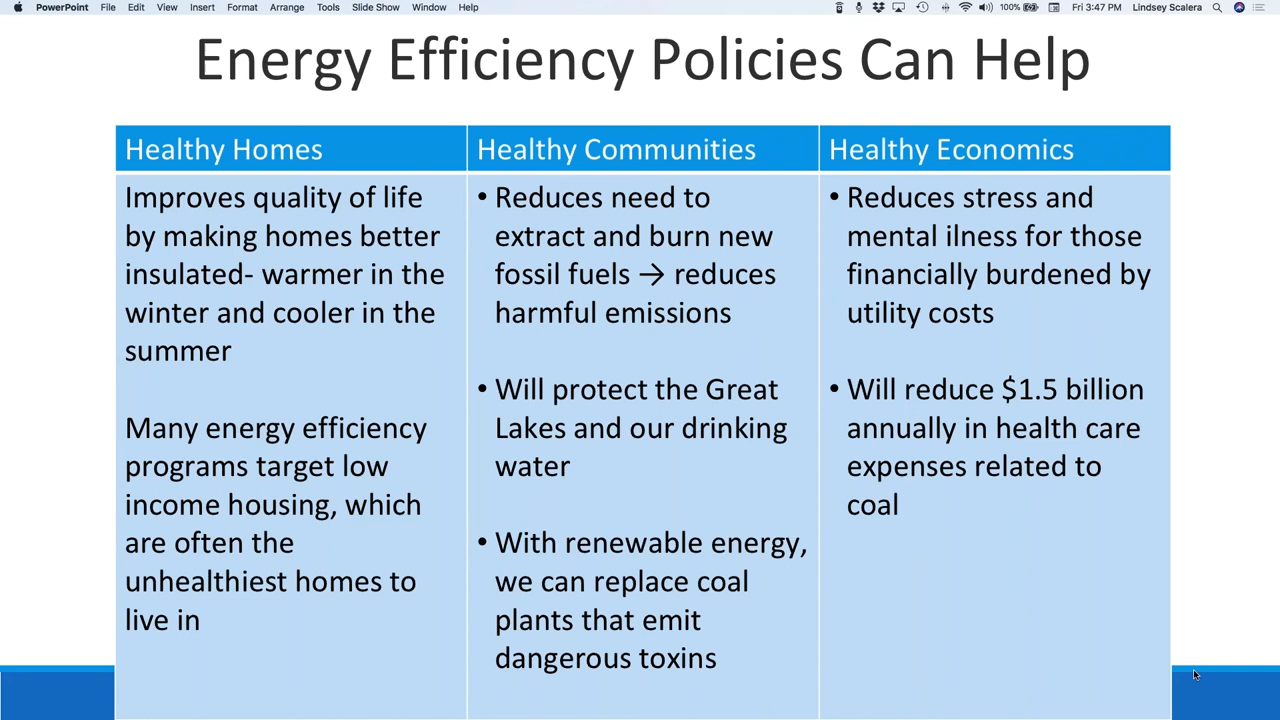 PowerPoint File Edit View Insert Format Arrange Tools Slide Show Window Help 100% Fri 3:47 PM Lindsey Scalera
Energy Efficiency Policies Can Help
Healthy Homes
Improves quality of life
by making homes better
insulated- warmer in the
winter and cooler in the
summer
Many energy efficiency
programs target low
income housing, which
are often the
unhealthiest homes to
live in
Healthy Communities
• Reduces need to
extract and burn new
fossil fuels → reduces
harmful emissions
• Will protect the Great
Lakes and our drinking
water
• With renewable energy,
we can replace coal
plants that emit
dangerous toxins
Healthy Economics
• Reduces stress and
mental ilness for those
financially burdened by
utility costs
• Will reduce $1.5 billion
annually in health care
expenses related to
coal